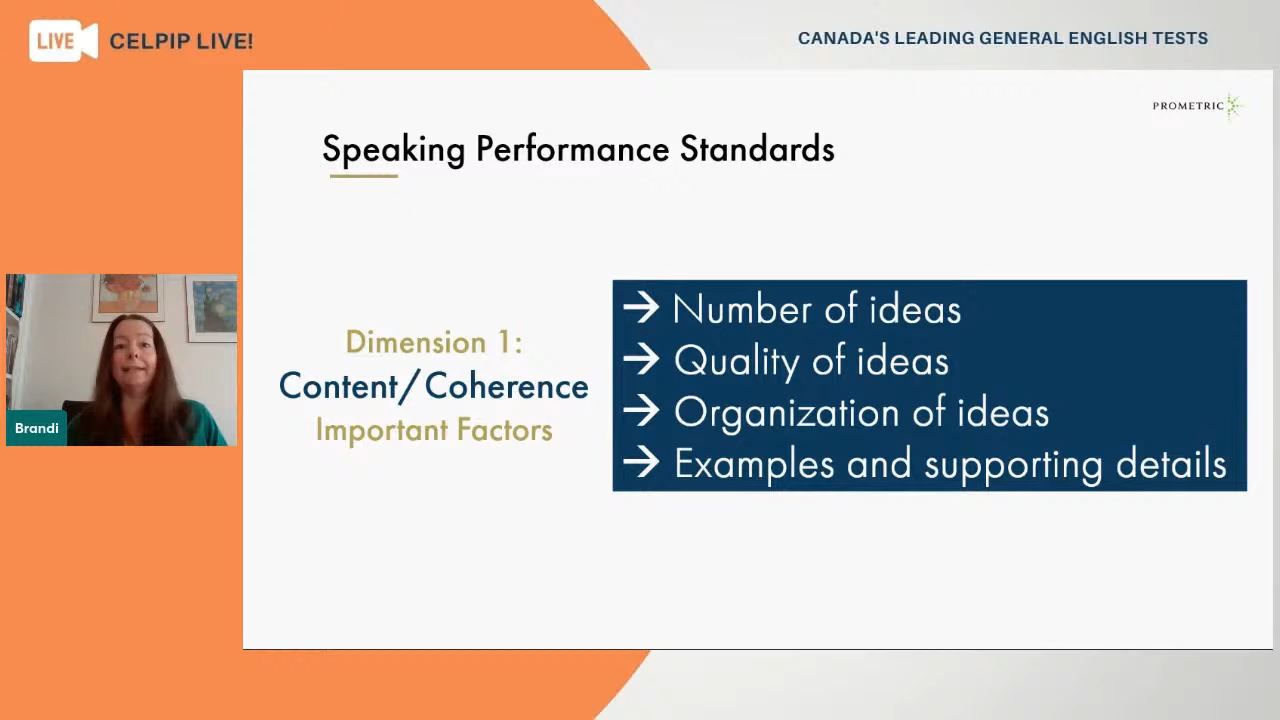 LIVE
CELPIP LIVE!
CANADA'S LEADING GENERAL ENGLISH TESTS
PROMETRIC
Speaking Performance Standards
Dimension 1:
Content/Coherence
Important Factors
→ Number of ideas
→ Quality of ideas
→ Organization of ideas
→ Examples and supporting details
Brandi